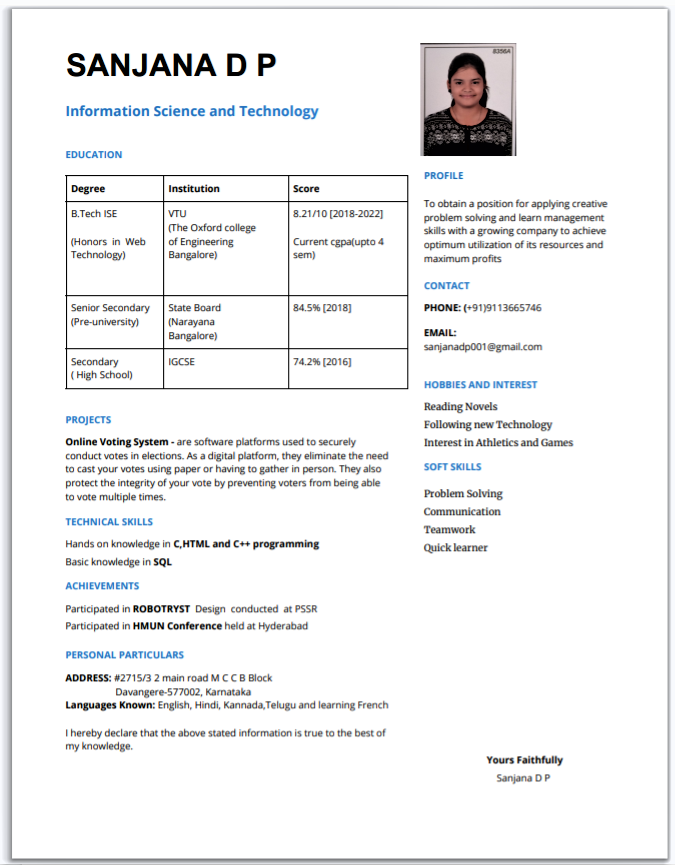 SANJANA D P
Information Science and Technology
EDUCATION
Degree Institution Score
B.Tech ISE
(Honors in Web
Technology)
VTU
(The Oxford college
of Engineering
Bangalore)
8.21/10 [2018-2022]
Current cgpa(upto 4
sem)
Senior Secondary
(Pre-university)
State Board
(Narayana
Bangalore)
84.5% [2018]
Secondary
( High School)
IGCSE
74.2% [2016]
PROJECTS
Online Voting System - are software platforms used to securely
conduct votes in elections. As a digital platform, they eliminate the need
to cast your votes using paper or having to gather in person. They also
protect the integrity of your vote by preventing voters from being able
to vote multiple times.
TECHNICAL SKILLS
Hands on knowledge in C,HTML and C++ programming
Basic knowledge in SQL
ACHIEVEMENTS
Participated in ROBOTRYST Design conducted at PSSR
Participated in HMUN Conference held at Hyderabad
PERSONAL PARTICULARS
ADDRESS: #2715/3 2 main road M C C B Block
Davangere-577002, Karnataka
Languages Known: English, Hindi, Kannada,Telugu and learning French
I hereby declare that the above stated information is true to the best of
my knowledge.
8356A
PROFILE
To obtain a position for applying creative
problem solving and learn management
skills with a growing company to achieve
optimum utilization of its resources and
maximum profits
CONTACT
PHONE: (+91)9113665746
EMAIL:
sanjanadp001@gmail.com
HOBBIES AND INTEREST
Reading Novels
Following new Technology
Interest in Athletics and Games
SOFT SKILLS
Problem Solving
Communication
Teamwork
Quick learner
Yours Faithfully
Sanjana D P